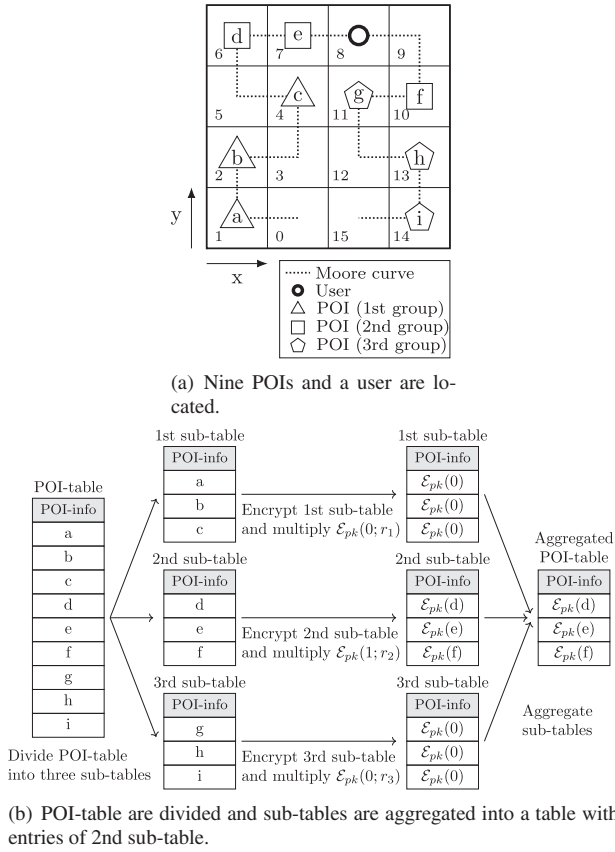 d e f
6 7 8 9
c g
5 4 11 10
b h
2 3 12 13
a i
1 0 15 14
y
x
Moore curve
User
POI (1st group)
POI (2nd group)
POI (3rd group)
(a) Nine POIs and a user are lo-
cated.
POI-table
POI-info
a
b
c
d
e
f
g
h
i
Divide POI-table
into three sub-tables
1st sub-table
POI-info
a
b
c
Encrypt 1st sub-table
and multiply ℰpk(0; r1)
1st sub-table
POI-info
ℰpk(0)
ℰpk(0)
ℰpk(0)
2nd sub-table
POI-info
d
e
f
Encrypt 2nd sub-table
and multiply ℰpk(1; r2)
2nd sub-table
POI-info
ℰpk(d)
ℰpk(e)
ℰpk(f)
3rd sub-table
POI-info
g
h
i
Encrypt 3rd sub-table
and multiply ℰpk(0; r3)
3rd sub-table
POI-info
ℰpk(0)
ℰpk(0)
ℰpk(0)
Aggregated
POI-table
POI-info
ℰpk(d)
ℰpk(e)
ℰpk(f)
Aggregate
sub-tables
(b) POI-table are divided and sub-tables are aggregated into a table with
entries of 2nd sub-table.